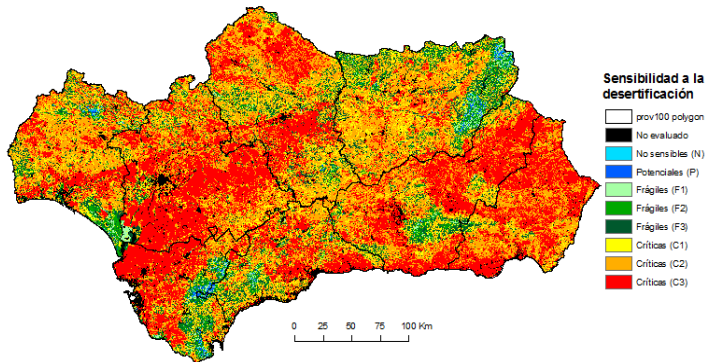 Sensibilidad a la
desertificación
prov100 polygon
No evaluado
No sensibles (N)
Potenciales (P)
Frágiles (F1)
Frágiles (F2)
Frágiles (F3)
Críticas (C1)
Críticas (C2)
Críticas (C3)
0 25 50 75 100 Km